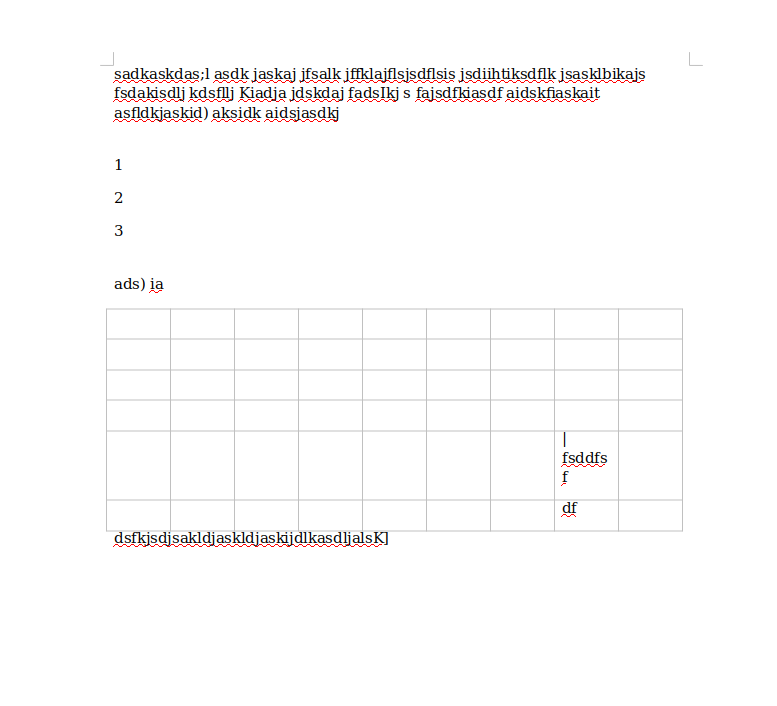 sadkaskdas;l asdk jaskaj jfsalk jffklajflsjsdflsis jsdiihtiksdflk jsasklbikajs
fsdakisdlj kdsfllj Kiadja jdskdaj fadsIkj s fajsdfkiasdf aidskfiaskait
asfldkjaskid) aksidk aidsjasdkj
1
2
3
ads) ia
fsddfs
f
df
dsfkjsdjsakldjaskldjaskijdlkasdljalsK]